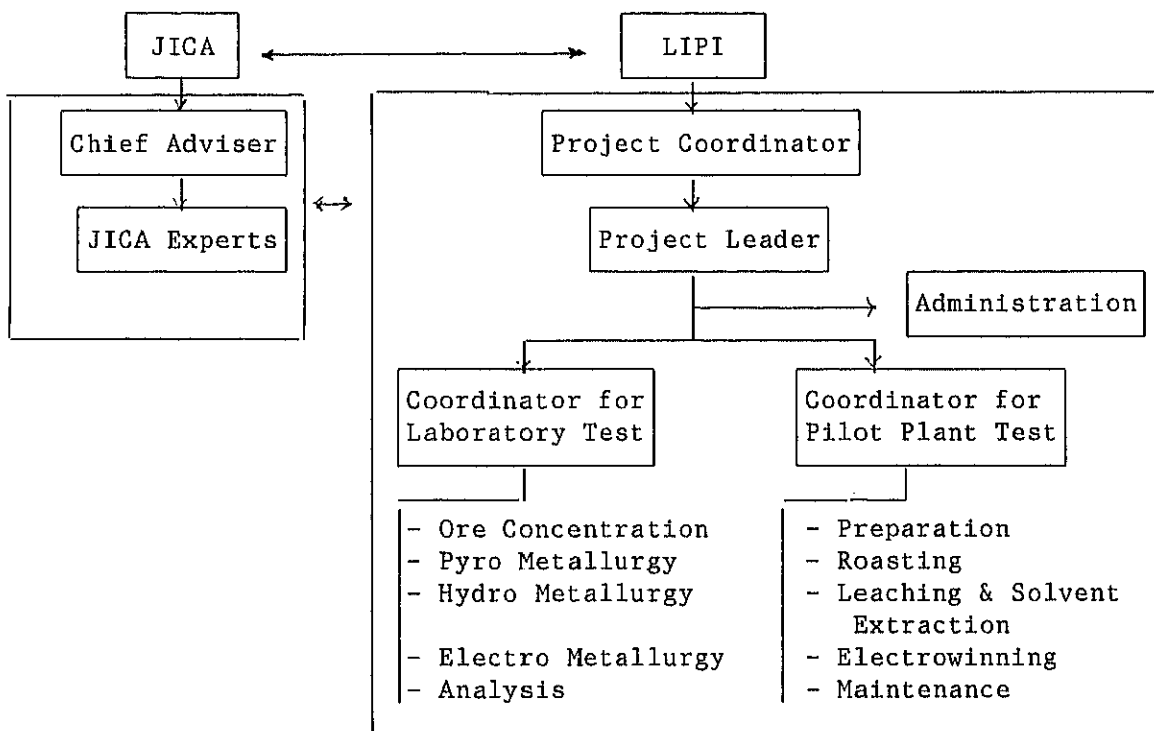 JICA
LIPI
Chief Adviser
JICA Experts
Project Coordinator
Project Leader
Administration
Coordinator for
Laboratory Test
Coordinator for
Pilot Plant Test
- Ore Concentration
- Pyro Metallurgy
- Hydro Metallurgy
- Electro Metallurgy
- Analysis
- Preparation
- Roasting
- Leaching & Solvent
Extraction
- Electrowinning
- Maintenance